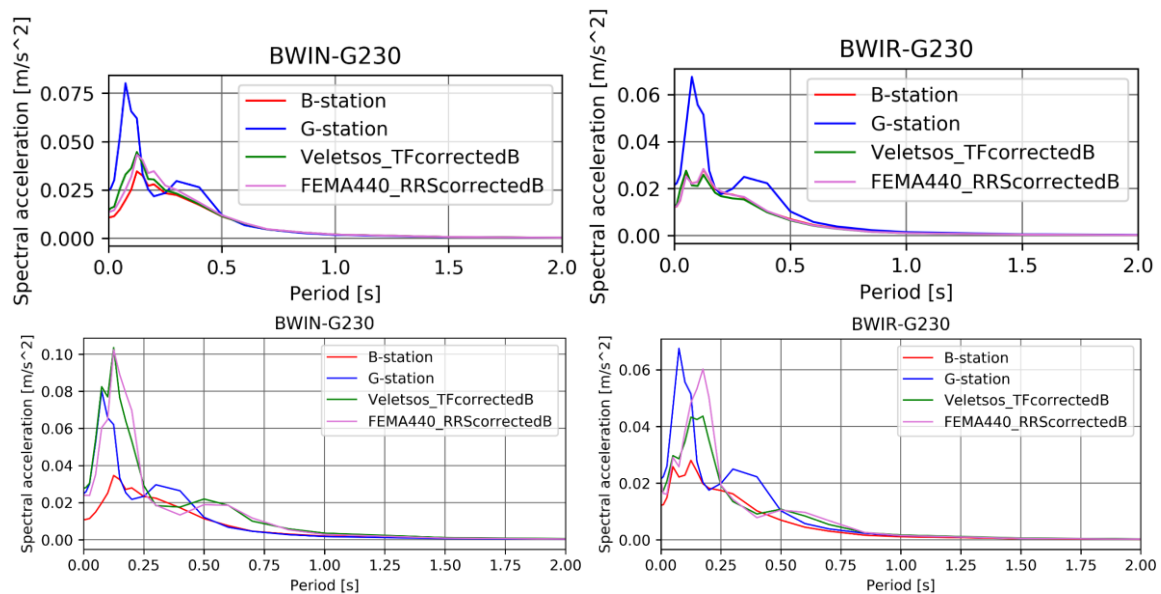 BWIN-G230
Spectral acceleration [m/s^2]
0.075
0.050
0.025
0.000
B-station
G-station
Veletsos_TFcorrectedB
FEMA440_RRScorrectedB
0.0 0.5 1.0 1.5 2.0
Period [s]
BWIR-G230
Spectral acceleration [m/s^2]
0.06
0.04
0.02
0.00
B-station
G-station
Veletsos_TFcorrectedB
FEMA440_RRScorrectedB
0.0 0.5 1.0 1.5 2.0
Period [s]
BWIN-G230
Spectral acceleration [m/s^2]
0.10
0.08
0.06
0.04
0.02
0.00
B-station
G-station
Veletsos_TFcorrectedB
FEMA440_RRScorrectedB
0.00 0.25 0.50 0.75 1.00 1.25 1.50 1.75 2.00
Period [s]
BWIR-G230
Spectral acceleration [m/s^2]
0.06
0.04
0.02
0.00
B-station
G-station
Veletsos_TFcorrectedB
FEMA440_RRScorrectedB
0.00 0.25 0.50 0.75 1.00 1.25 1.50 1.75 2.00
Period [s]